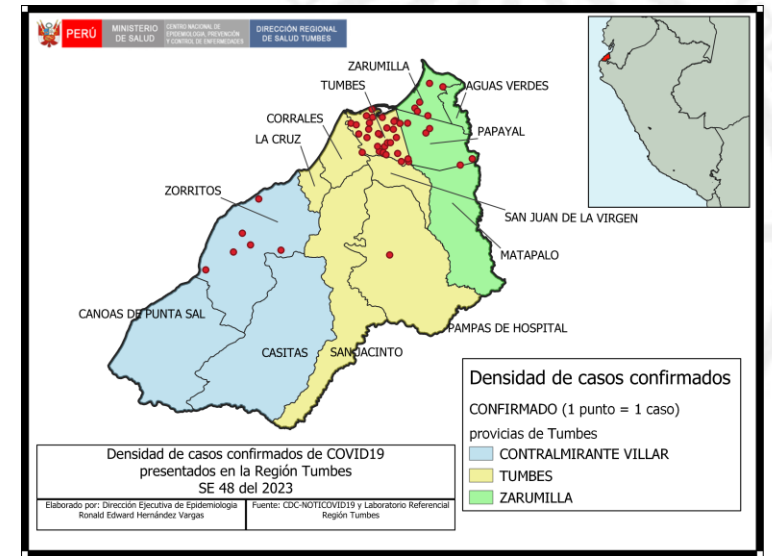 PERÚ
MINISTERIO
DE SALUD
CENTRO NACIONAL DE
EPIDEMIOLOGIA, PREVENCIÓN
Y CONTROL DE ENFERMEDADES
DIRECCIÓN REGIONAL
DE SALUD TUMBES
ZARUMILLA
TUMBES
AGUAS VERDES
CORRALES
PAPAYAL
LA CRUZ
ZORRITOS
SAN JUAN DE LA VIRGEN
MATAPALO
CANOAS DE PUNTA SAL
PAMPAS DE HOSPITAL
CASITAS
SAN JACINTO
Densidad de casos confirmados
CONFIRMADO (1 punto = 1 caso)
provicias de Tumbes
CONTRALMIRANTE VILLAR
TUMBES
ZARUMILLA
Densidad de casos confirmados de COVID19
presentados en la Región Tumbes
SE 48 del 2023
Elaborado por: Dirección Ejecutiva de Epidemiologia
Ronald Edward Hernández Vargas
Fuente: CDC-NOTICOVID19 y Laboratorio Referencial
Región Tumbes